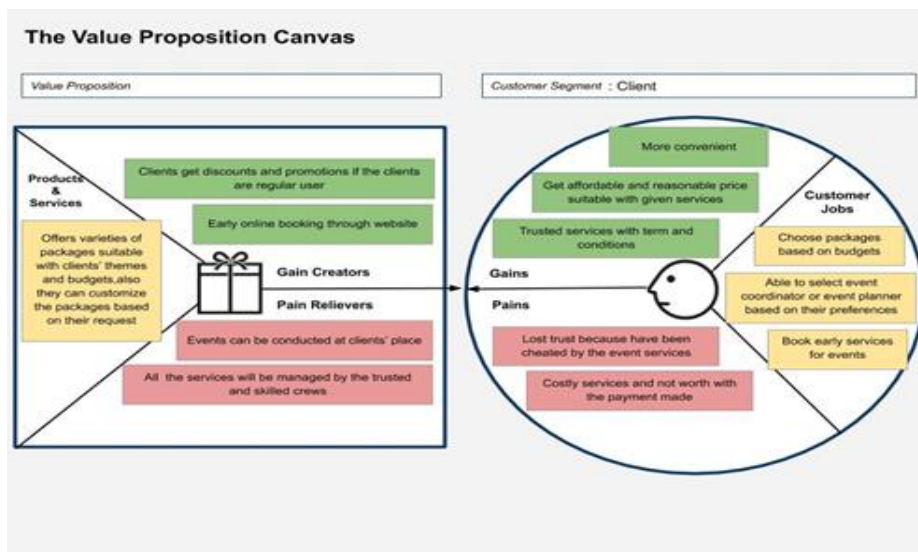 The Value Proposition Canvas
Value Proposition
Customer Segment : Client
Products
&
Services
Clients get discounts and promotions if the clients
are regular user
Early online booking through website
Offers varieties of
packages suitable
with clients' themes
and budgets,also
they can customize
the packages based
on their request
Gain Creators
Pain Relievers
Events can be conducted at clients' place
All the services will be managed by the trusted
and skilled crews
More convenient
Get affordable and reasonable price
suitable with given services
Trusted services with term and
conditions
Gains
Pains
Lost trust because have been
cheated by the event services
Costly services and not worth with
the payment made
Customer
Jobs
Choose packages
based on budgets
Able to select event
coordinator or event planner
based on their preferences
Book early services
for events